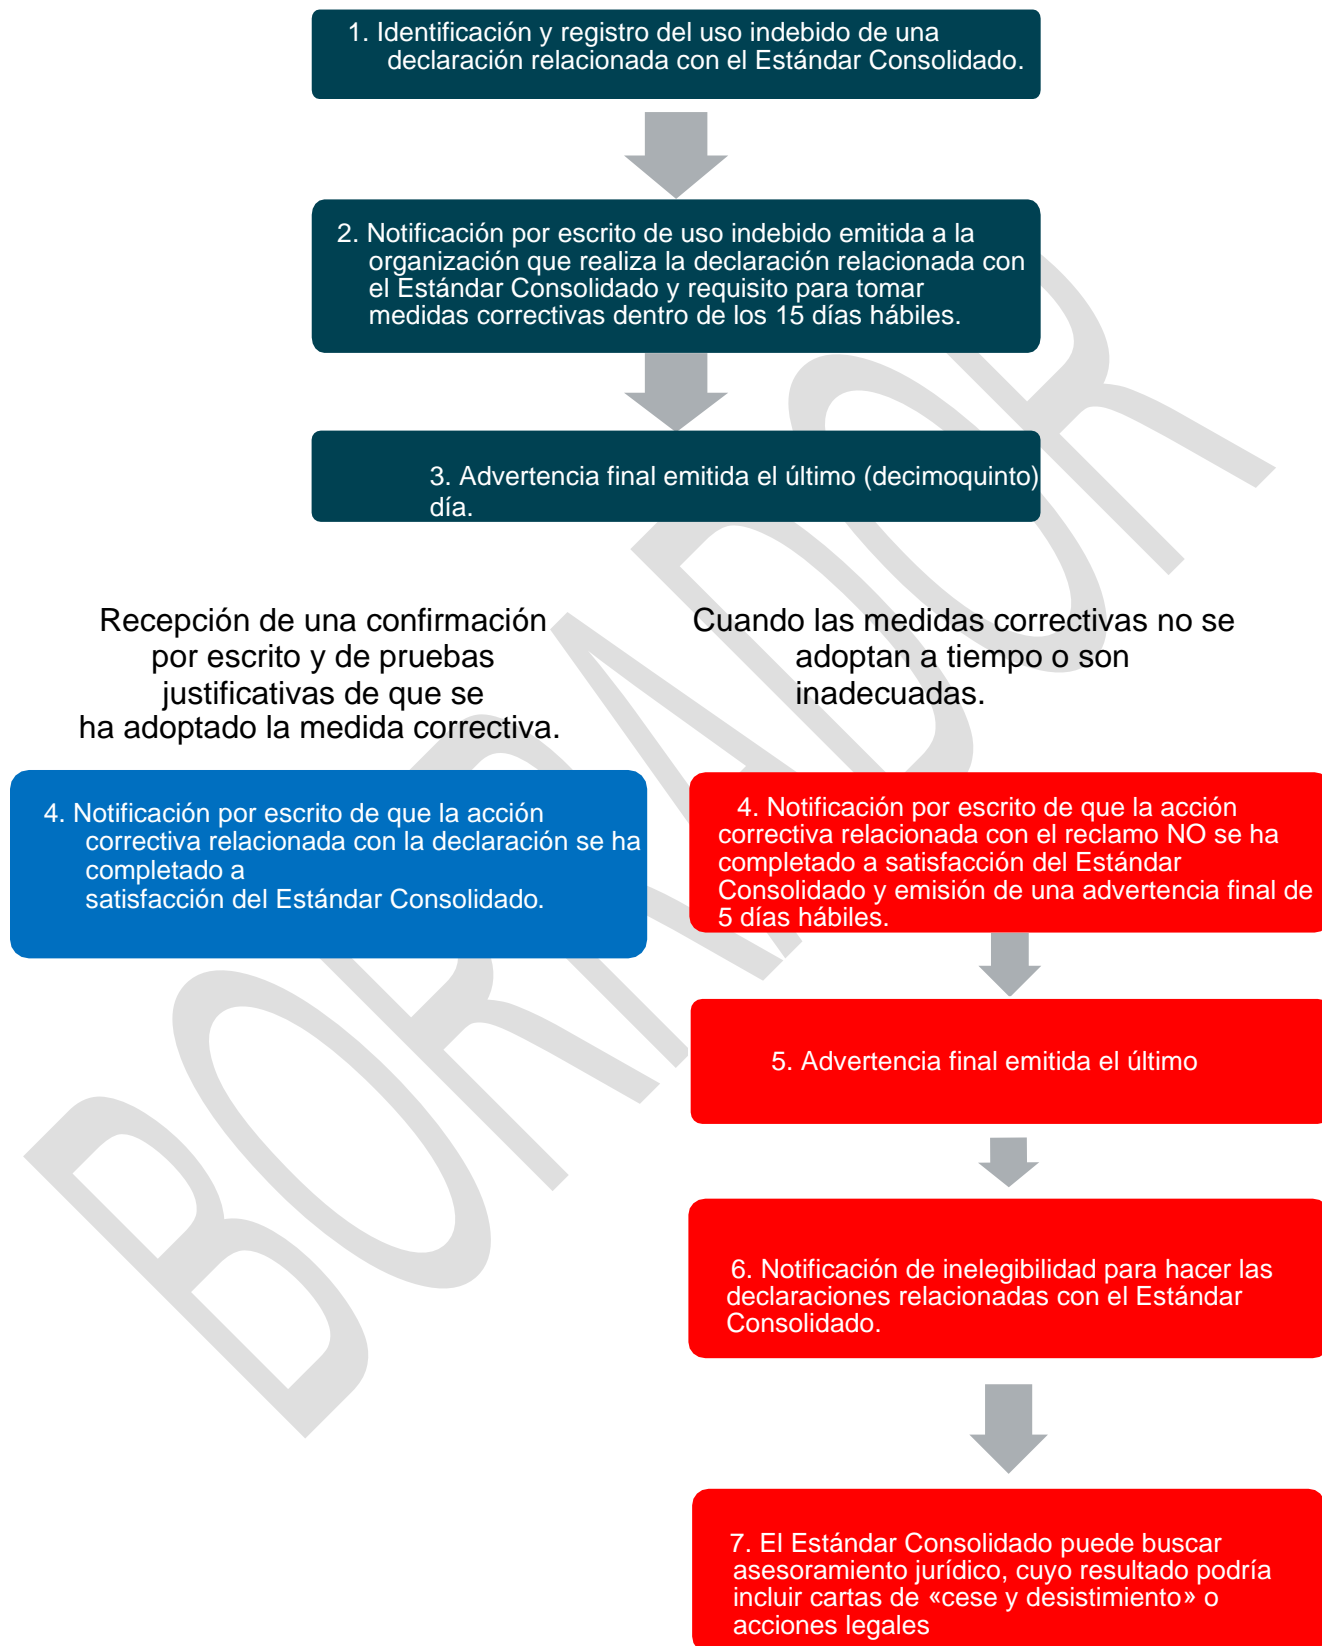 1. Identificación y registro del uso indebido de una
declaración relacionada con el Estándar Consolidado.
2. Notificación por escrito de uso indebido emitida a la
organización que realiza la declaración relacionada con
el Estándar Consolidado y requisito para tomar
medidas correctivas dentro de los 15 días hábiles.
3. Advertencia final emitida el último (decimoquinto)
día.
Recepción de una confirmación
por escrito y de pruebas
justificativas de que se
ha adoptado la medida correctiva.
Cuando las medidas correctivas no se
adoptan a tiempo o son
inadecuadas.
4. Notificación por escrito de que la acción
correctiva relacionada con la declaración se ha
completado a
satisfacción del Estándar Consolidado.
4. Notificación por escrito de que la acción
correctiva relacionada con el reclamo NO se ha
completado a satisfacción del Estándar
Consolidado y emisión de una advertencia final de
5 días hábiles.
5. Advertencia final emitida el último
6. Notificación de inelegibilidad para hacer las
declaraciones relacionadas con el Estándar
Consolidado.
7. El Estándar Consolidado puede buscar
asesoramiento jurídico, cuyo resultado podría
incluir cartas de «cese y desistimiento» o
acciones legales
BORRADOR